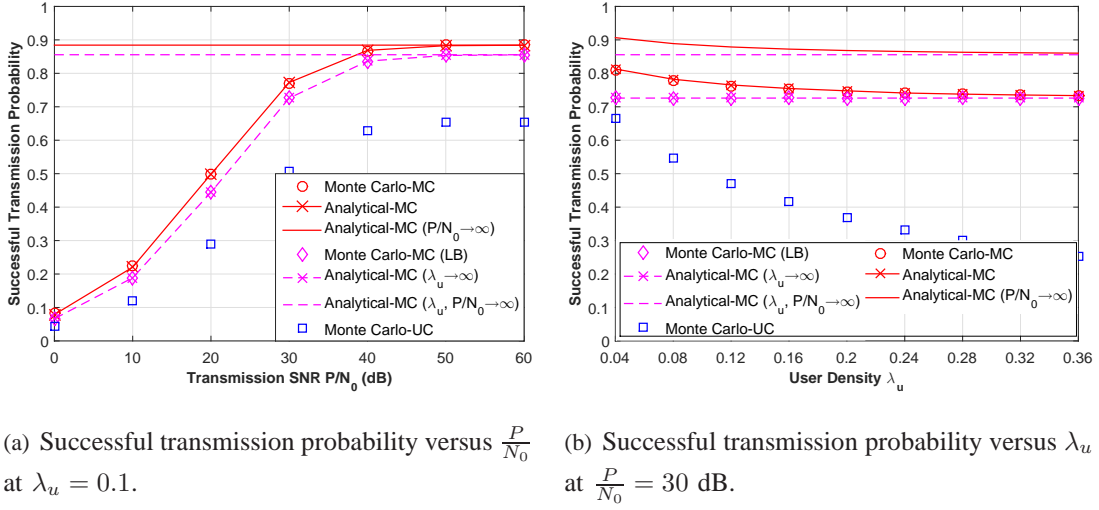 1
0.9
0.8
0.7
0.6
0.5
0.4
0.3
0.2
0.1
0
Successful Transmission Probability
Monte Carlo-MC
Analytical-MC
Analytical-MC (P/N₀→∞)
Monte Carlo-MC (LB)
Analytical-MC (λᵤ→∞)
Analytical-MC (λᵤ, P/N₀→∞)
Monte Carlo-UC
0 10 20 30 40 50 60
Transmission SNR P/N₀ (dB)
1
0.9
0.8
0.7
0.6
0.5
0.4
0.3
0.2
0.1
0
Successful Transmission Probability
Monte Carlo-MC (LB)
Analytical-MC (λᵤ→∞)
Analytical-MC (λᵤ, P/N₀→∞)
Monte Carlo-UC
Monte Carlo-MC
Analytical-MC
Analytical-MC (P/N₀→∞)
0.04 0.08 0.12 0.16 0.2 0.24 0.28 0.32 0.36
User Density λᵤ
(a) Successful transmission probability versus P/N₀
at λᵤ = 0.1.
(b) Successful transmission probability versus λᵤ
at P/N₀ = 30 dB.